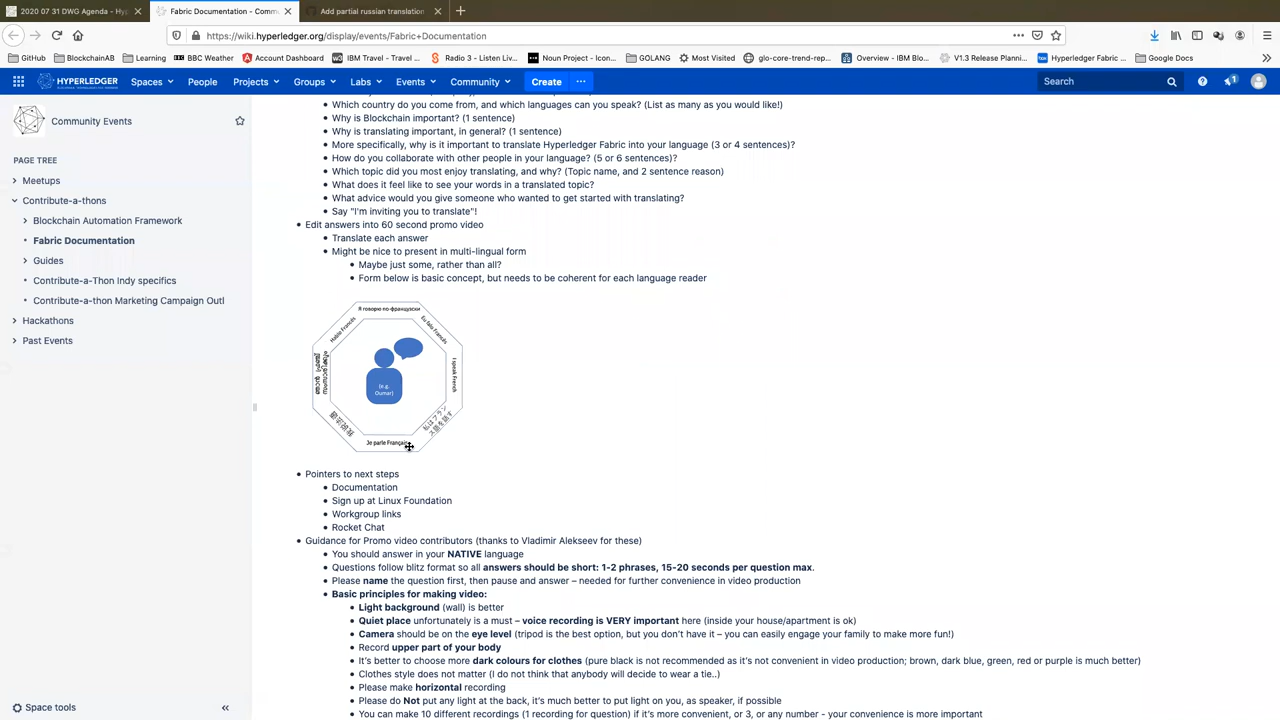 2020 07 31 DWG Agenda - Hy
Fabric Documentation - Comm
Add partial russian translation
https://wiki.hyperledger.org/display/events/Fabric+Documentation
GitHub
BlockchainAB
Learning
BBC Weather
Account Dashboard
IBM Travel - Travel ...
Radio 3 - Listen Liv...
Noun Project - Icon...
GOLANG
Most Visited
glo-core-trend-rep...
Overview - IBM Blo...
V1.3 Release Planni...
Hyperledger Fabric ...
Google Docs
HYPERLEDGER
Spaces
People
Projects
Groups
Labs
Events
Community
Create
Search
1
Community Events
PAGE TREE
Meetups
Contribute-a-thons
Blockchain Automation Framework
Fabric Documentation
Guides
Contribute-a-Thon Indy specifics
Contribute-a-thon Marketing Campaign Outl
Hackathons
Past Events
Space tools
Which country do you come from, and which languages can you speak? (List as many as you would like!)
Why is Blockchain important? (1 sentence)
Why is translating important, in general? (1 sentence)
More specifically, why is it important to translate Hyperledger Fabric into your language (3 or 4 sentences)?
How do you collaborate with other people in your language? (5 or 6 sentences)?
Which topic did you most enjoy translating, and why? (Topic name, and 2 sentence reason)
What does it feel like to see your words in a translated topic?
What advice would you give someone who wanted to get started with translating?
Say "I'm inviting you to translate"!
Edit answers into 60 second promo video
Translate each answer
Might be nice to present in multi-lingual form
Maybe just some, rather than all?
Form below is basic concept, but needs to be coherent for each language reader
Я говорю по-французски
Hablo Francés
Eu falo Francês
I speak French
(e.g.
Oumar)
私はフラン
ス語を話す
Je parle Français
Pointers to next steps
Documentation
Sign up at Linux Foundation
Workgroup links
Rocket Chat
Guidance for Promo video contributors (thanks to Vladimir Alekseev for these)
You should answer in your NATIVE language
Questions follow blitz format so all answers should be short: 1-2 phrases, 15-20 seconds per question max.
Please name the question first, then pause and answer – needed for further convenience in video production
Basic principles for making video:
Light background (wall) is better
Quiet place unfortunately is a must – voice recording is VERY important here (inside your house/apartment is ok)
Camera should be on the eye level (tripod is the best option, but you don't have it – you can easily engage your family to make more fun!)
Record upper part of your body
It's better to choose more dark colours for clothes (pure black is not recommended as it's not convenient in video production; brown, dark blue, green, red or purple is much better)
Clothes style does not matter (I do not think that anybody will decide to wear a tie..)
Please make horizontal recording
Please do Not put any light at the back, it's much better to put light on you, as speaker, if possible
You can make 10 different recordings (1 recording for question) if it's more convenient, or 3, or any number - your convenience is more important